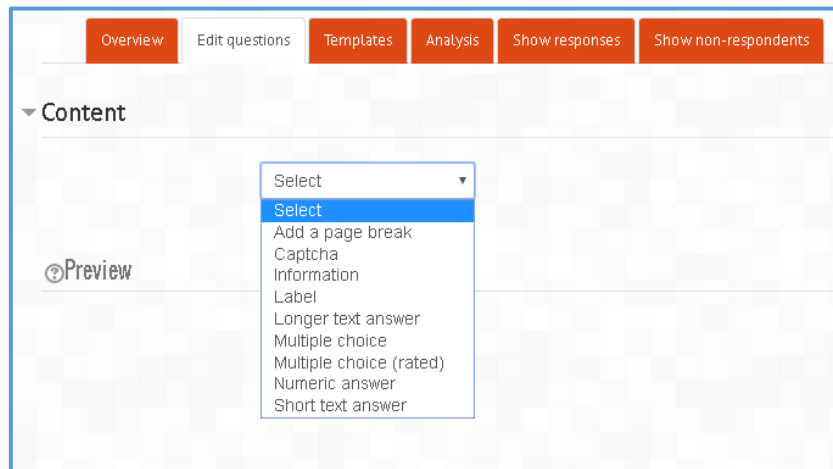 Overview Edit questions Templates Analysis Show responses Show non-respondents
Content
Select
Select
Add a page break
Captcha
Information
Label
Longer text answer
Multiple choice
Multiple choice (rated)
Numeric answer
Short text answer
Preview